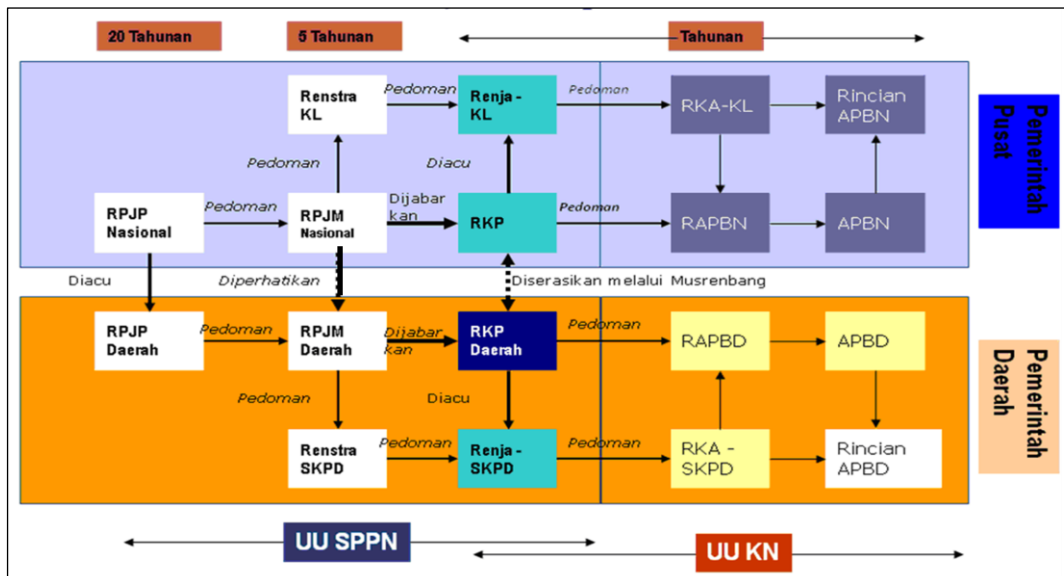 20 Tahunan
5 Tahunan
Tahunan
Renstra
KL
Pedoman
Renja -
KL
Pedoman
RKA-KL
Rincian
APBN
Pemerintah
Pusat
Pedoman
Diacu
RPJP
Nasional
Pedoman
RPJM
Nasional
Dijabar
kan
RKP
Pedoman
RAPBN
APBN
Diacu
Diperhatikan
Diserasikan melalui Musrenbang
RPJP
Daerah
Pedoman
RPJM
Daerah
Dijabar
kan
RKP
Daerah
Pedoman
RAPBD
APBD
Pemerintah
Daerah
Pedoman
Diacu
Renstra
SKPD
Pedoman
Renja -
SKPD
Pedoman
RKA -
SKPD
Rincian
APBD
UU SPPN
UU KN